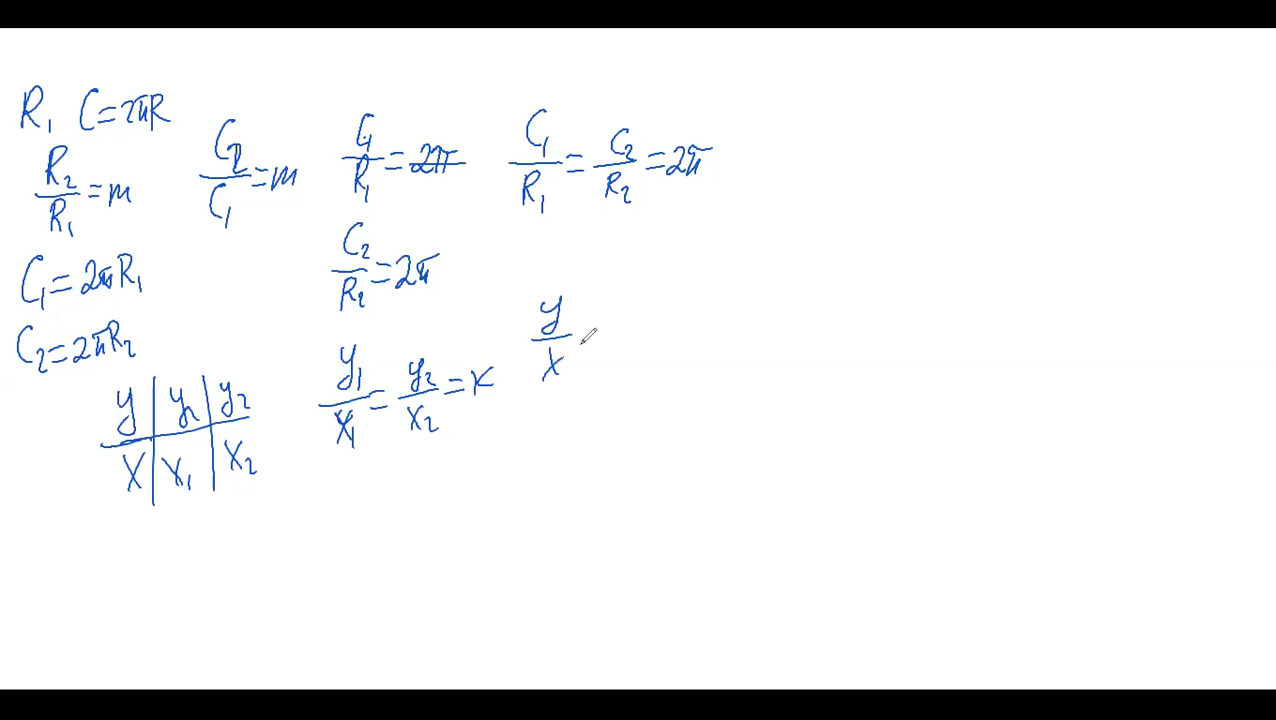 R₁ C=2πR
R₂/R₁=m C₂/C₁=m C₁/R₁=2π C₁/R₁=C₂/R₂=2π
C₁=2πR₁ C₂/R₂=2π
C₂=2πR₂ y/x
y | y₂ | y₂ y₁/x₁=y₂/x₂=K
x | x₁ | x₂